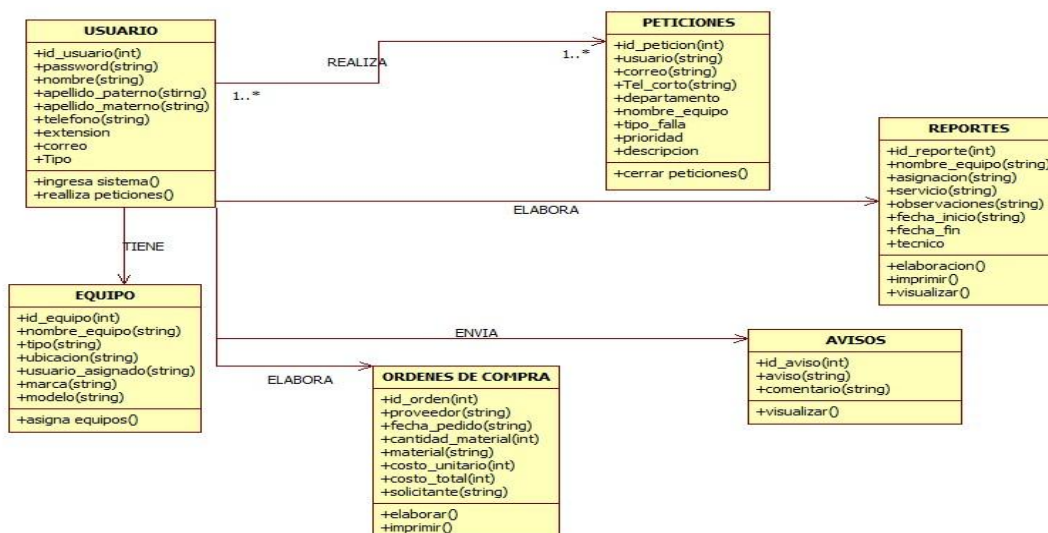 USUARIO
+id_usuario(int)
+password(string)
+nombre(string)
+apellido_paterno(stirng)
+apellido_materno(string)
+telefono(string)
+extension
+correo
+Tipo
+ingresa sistema()
+realliza peticiones()
REALIZA
1..*
1..*
PETICIONES
+id_peticion(int)
+usuario(string)
+correo(string)
+Tel_corto(string)
+departamento
+nombre_equipo
+tipo_falla
+prioridad
+descripcion
+cerrar peticiones()
REPORTES
+id_reporte(int)
+nombre_equipo(string)
+asignacion(string)
+servicio(string)
+observaciones(string)
+fecha_inicio(string)
+fecha_fin
+tecnico
+elaboracion()
+imprimir()
+visualizar()
ELABORA
TIENE
EQUIPO
+id_equipo(int)
+nombre_equipo(string)
+tipo(string)
+ubicacion(string)
+usuario_asignado(string)
+marca(string)
+modelo(string)
+asigna equipos()
ENVIA
AVISOS
+id_aviso(int)
+aviso(string)
+comentario(string)
+visualizar()
ELABORA
ORDENES DE COMPRA
+id_orden(int)
+proveedor(string)
+fecha_pedido(string)
+cantidad_material(int)
+material(string)
+costo_unitario(int)
+costo_total(int)
+solicitante(string)
+elaborar()
+imprimir()